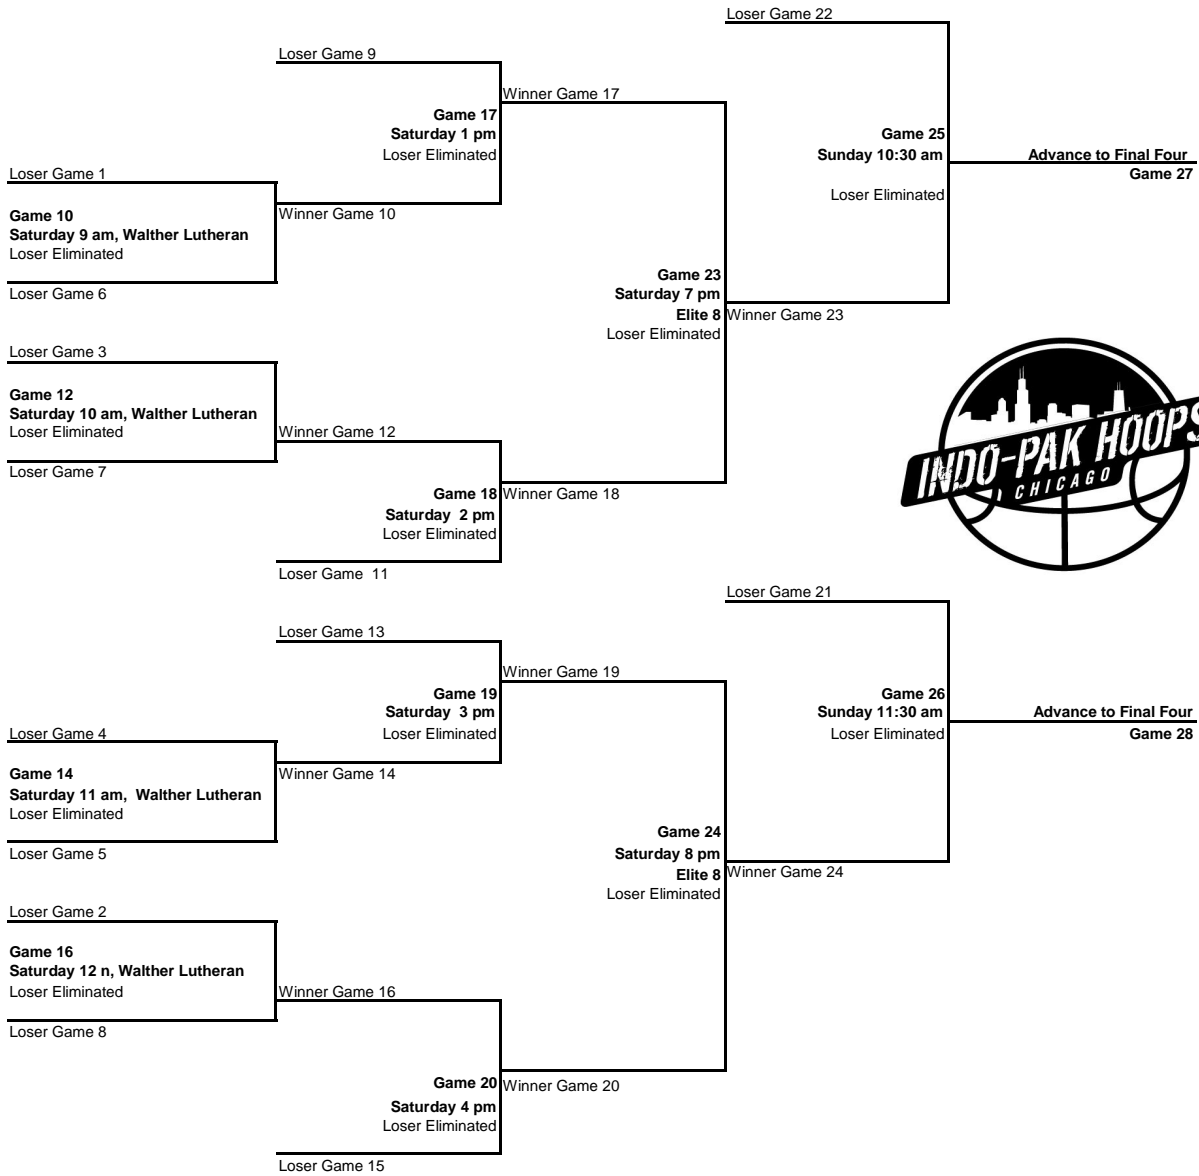 Loser Game 22
Loser Game 9
Winner Game 17
Game 17
Saturday 1 pm
Loser Eliminated
Game 25
Sunday 10:30 am
Loser Eliminated
Advance to Final Four
Game 27
Loser Game 1
Game 10
Saturday 9 am, Walther Lutheran
Loser Eliminated
Loser Game 6
Winner Game 10
Game 23
Saturday 7 pm
Elite 8
Loser Eliminated
Winner Game 23
Loser Game 3
Game 12
Saturday 10 am, Walther Lutheran
Loser Eliminated
Loser Game 7
Winner Game 12
Game 18
Saturday  2 pm
Loser Eliminated
Winner Game 18
Loser Game  11
INDO-PAK HOOPS
CHICAGO
Loser Game 21
Loser Game 13
Winner Game 19
Game 19
Saturday  3 pm
Loser Eliminated
Game 26
Sunday 11:30 am
Loser Eliminated
Advance to Final Four
Game 28
Loser Game 4
Game 14
Saturday 11 am,  Walther Lutheran
Loser Eliminated
Loser Game 5
Winner Game 14
Game 24
Saturday 8 pm
Elite 8
Loser Eliminated
Winner Game 24
Loser Game 2
Game 16
Saturday 12 n, Walther Lutheran
Loser Eliminated
Loser Game 8
Winner Game 16
Game 20
Saturday 4 pm
Loser Eliminated
Winner Game 20
Loser Game 15